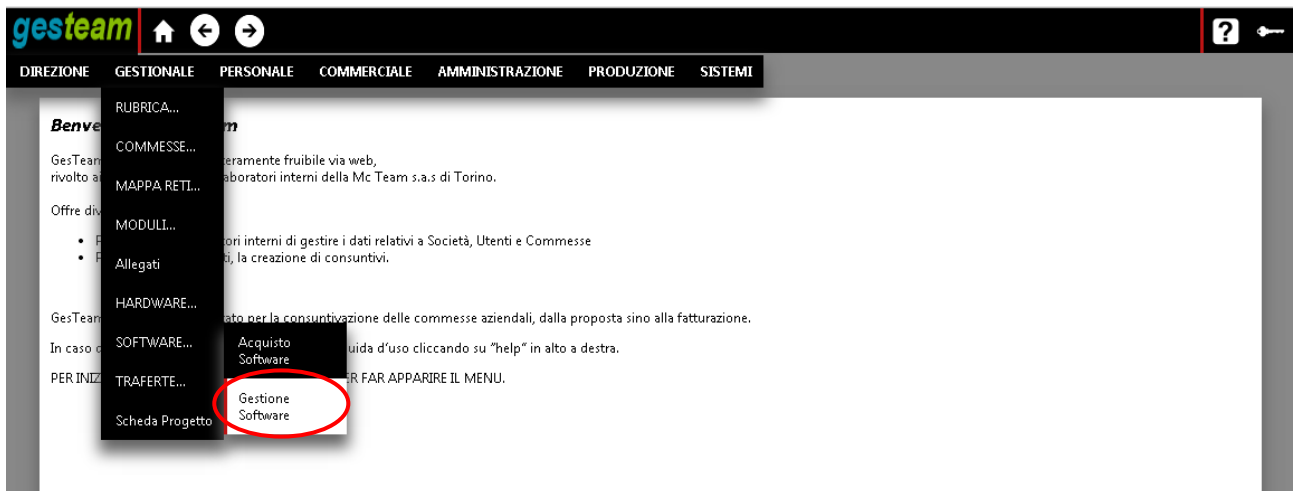 gesteam
?
DIREZIONE GESTIONALE PERSONALE COMMERCIALE AMMINISTRAZIONE PRODUZIONE SISTEMI
RUBRICA...
COMMESSE...
MAPPA RETI...
MODULI...
Allegati
HARDWARE...
SOFTWARE...
TRAFERTE...
Scheda Progetto
Acquisto
Software
Gestione
Software
Benve m
GesTeam eramente fruibile via web,
rivolto ai aboratori interni della Mc Team s.a.s di Torino.
Offre div
tori interni di gestire i dati relativi a Società, Utenti e Commesse
ti, la creazione di consuntivi.
GesTeam ato per la consuntivazione delle commesse aziendali, dalla proposta sino alla fatturazione.
In caso uida d'uso cliccando su "help" in alto a destra.
PER INIZ ER FAR APPARIRE IL MENU.